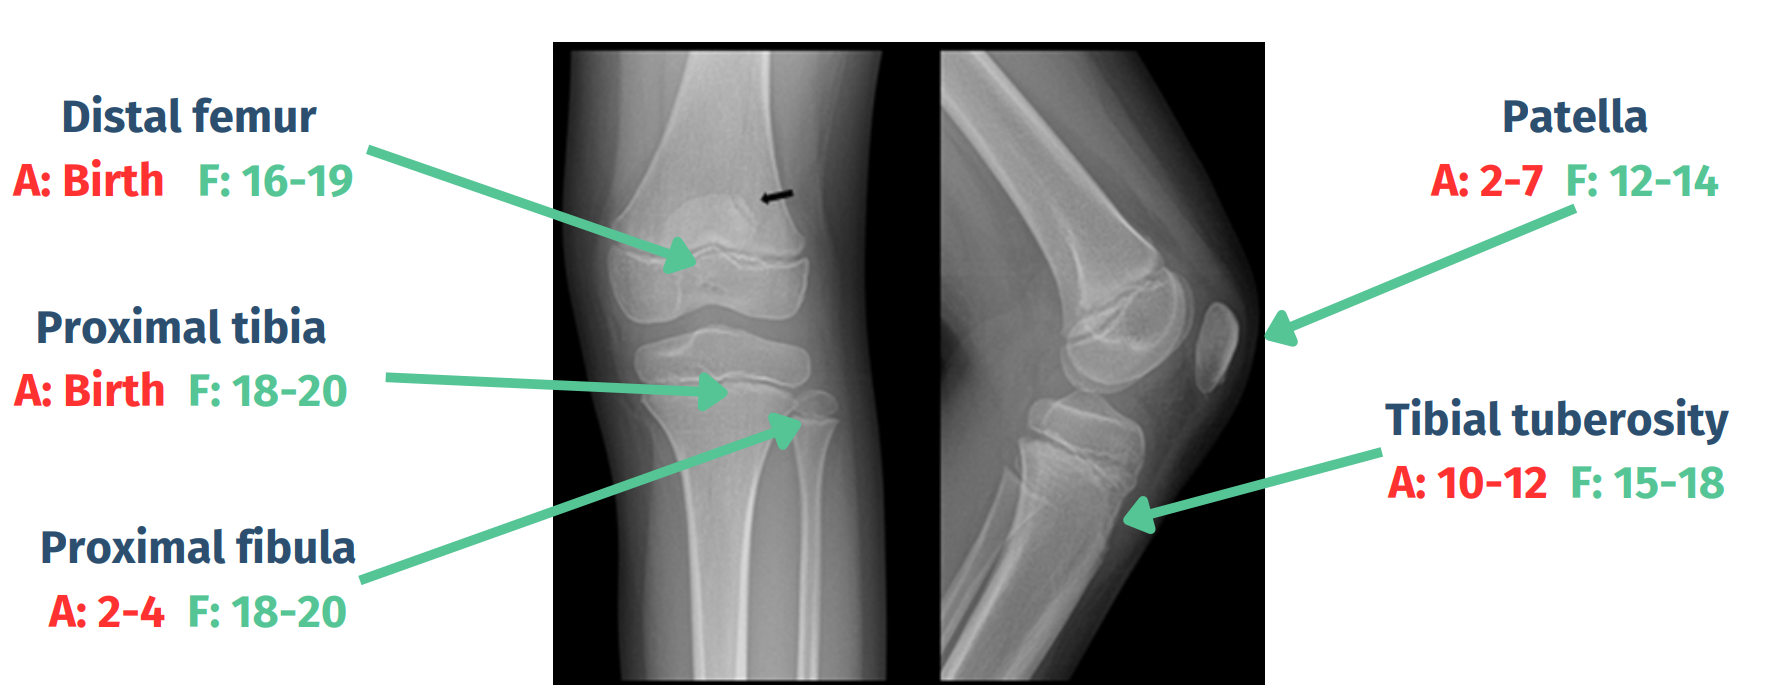 Distal femur
A: Birth F: 16-19
Proximal tibia
A: Birth F: 18-20
Proximal fibula
A: 2-4 F: 18-20
Patella
A: 2-7 F: 12-14
Tibial tuberosity
A: 10-12 F: 15-18